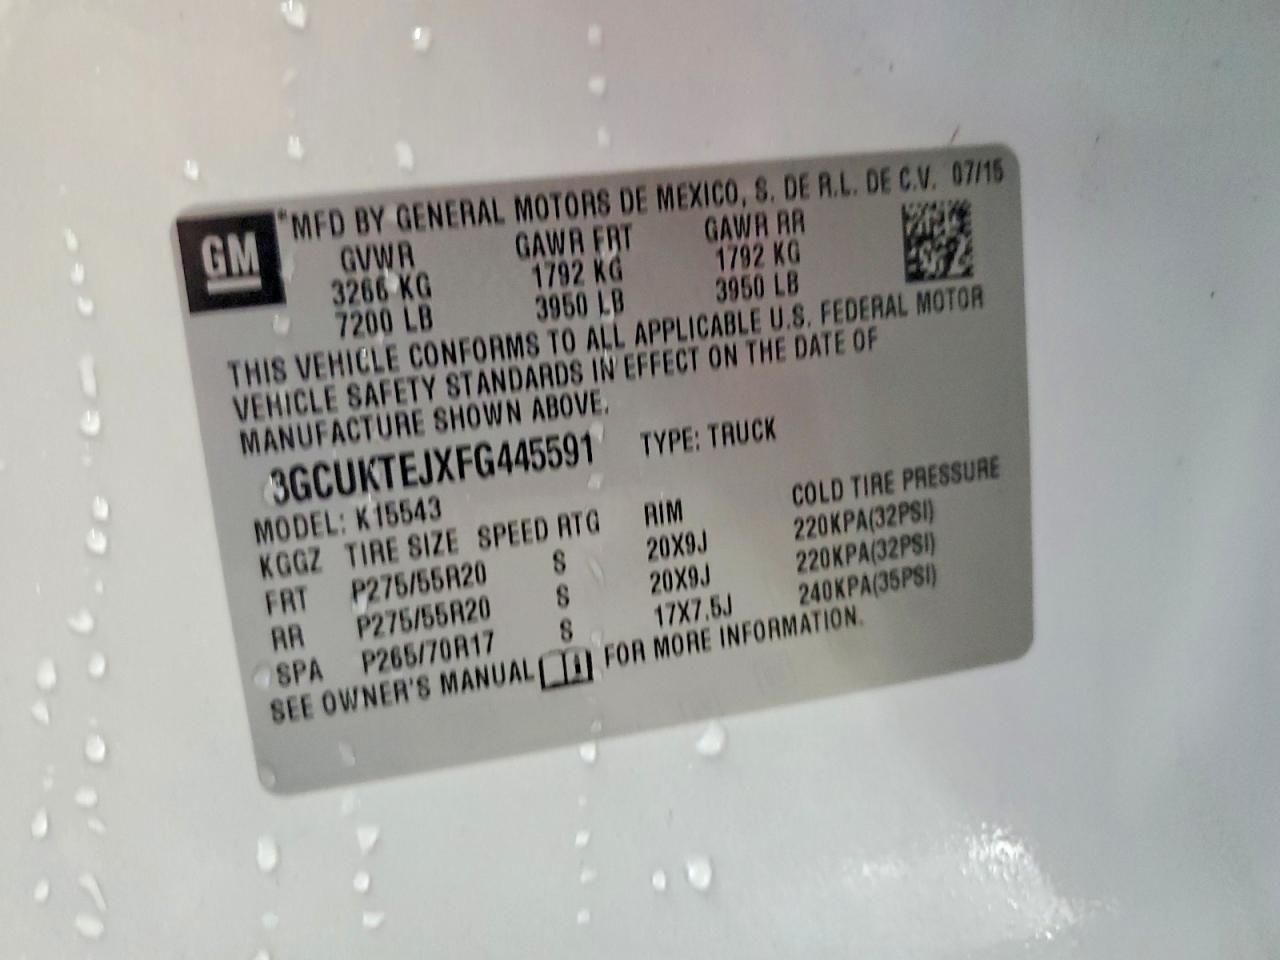 GM
*MFD BY GENERAL MOTORS DE MEXICO, S. DE R.L. DE C.V. 07/15
GVWR GAWR FRT GAWR RR
3266 KG 1792 KG 1792 KG
7200 LB 3950 LB 3950 LB
THIS VEHICLE CONFORMS TO ALL APPLICABLE U.S. FEDERAL MOTOR
VEHICLE SAFETY STANDARDS IN EFFECT ON THE DATE OF
MANUFACTURE SHOWN ABOVE.
3GCUKTEJXFG445591 TYPE: TRUCK
MODEL: K15543
KGGZ TIRE SIZE SPEED RTG RIM COLD TIRE PRESSURE
FRT P275/55R20 S 20X9J 220KPA(32PSI)
RR P275/55R20 S 20X9J 220KPA(32PSI)
SPA P265/70R17 S 17X7.5J 240KPA(35PSI)
SEE OWNER'S MANUAL FOR MORE INFORMATION.